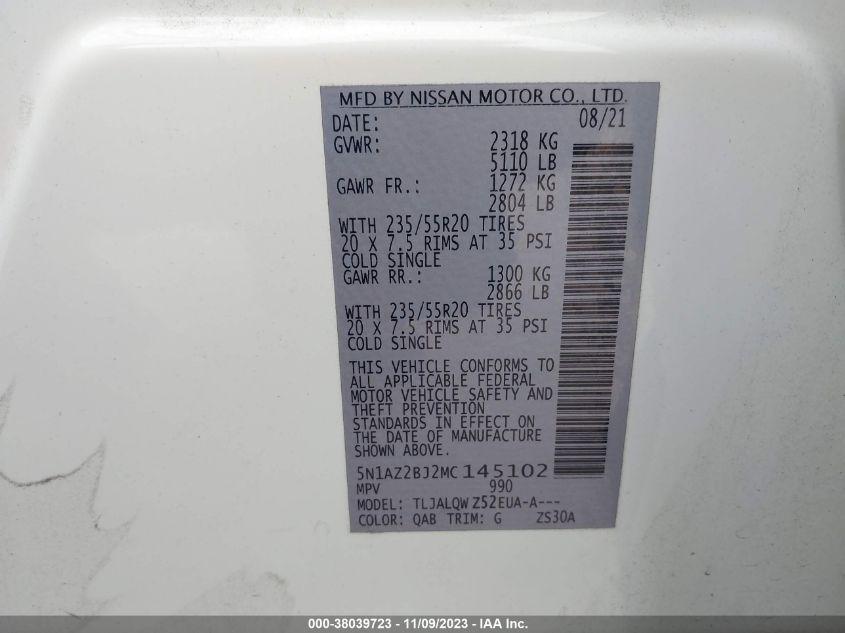 MFD BY NISSAN MOTOR CO., LTD.
DATE: 08/21
GVWR: 2318 KG
5110 LB
GAWR FR.: 1272 KG
2804 LB
WITH 235/55R20 TIRES
20 X 7.5 RIMS AT 35 PSI
COLD SINGLE
GAWR RR.: 1300 KG
2866 LB
WITH 235/55R20 TIRES
20 X 7.5 RIMS AT 35 PSI
COLD SINGLE
THIS VEHICLE CONFORMS TO
ALL APPLICABLE FEDERAL
MOTOR VEHICLE SAFETY AND
THEFT PREVENTION
STANDARDS IN EFFECT ON
THE DATE OF MANUFACTURE
SHOWN ABOVE.
5N1AZ2BJ2MC145102
MPV 990
MODEL: TLJALQW Z52EUA-A---
COLOR: QAB TRIM: G ZS30A
000-38039723 - 11/09/2023 - IAA Inc.